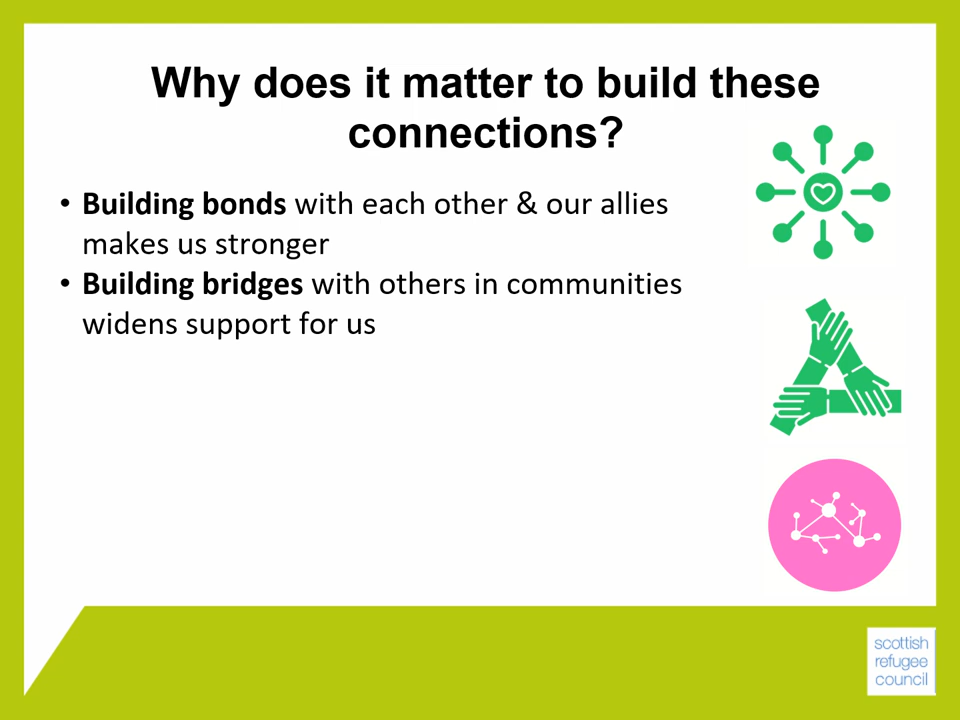 Why does it matter to build these
connections?
• Building bonds with each other & our allies
makes us stronger
• Building bridges with others in communities
widens support for us
scottish
refugee
council